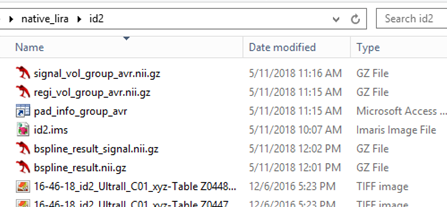 native_lira ▸ id2
Search id2
Name Date modified Type
signal_vol_group_avr.nii.gz 5/11/2018 11:16 AM GZ File
regi_vol_group_avr.nii.gz 5/11/2018 11:15 AM GZ File
pad_info_group_avr 5/11/2018 11:15 AM Microsoft Access ...
id2.ims 5/11/2018 10:07 AM Imaris Image File
bspline_result_signal.nii.gz 5/11/2018 12:02 PM GZ File
bspline_result.nii.gz 5/11/2018 12:01 PM GZ File
16-46-18_id2_UltraII_C01_xyz-Table Z0448... 12/6/2016 5:23 PM TIFF image
16-46-18_id2_UltraII_C01_xyz-Table Z0447... 12/6/2016 5:23 PM TIFF image